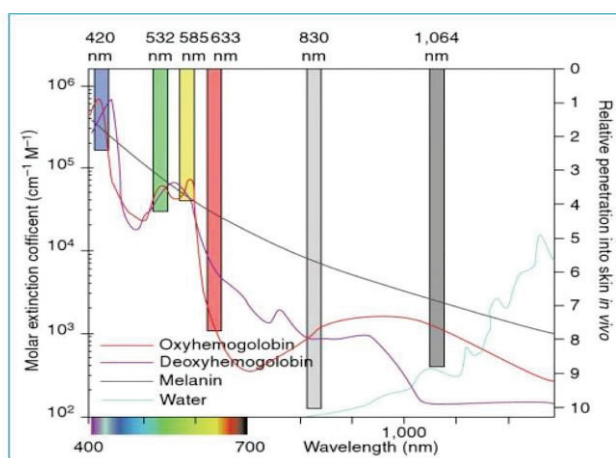 420 532 585 633 830 1,064
nm nm nm nm nm nm
10⁶
10⁵
10⁴
10³
10²
Molar extinction cofficent (cm⁻¹ M⁻¹)
0
1
2
3
4
5
6
7
8
9
10
Relative penetration into skin in vivo
Oxyhemogolobin
Deoxyhemogolobin
Melanin
Water
400 700 Wavelength (nm) 1,000